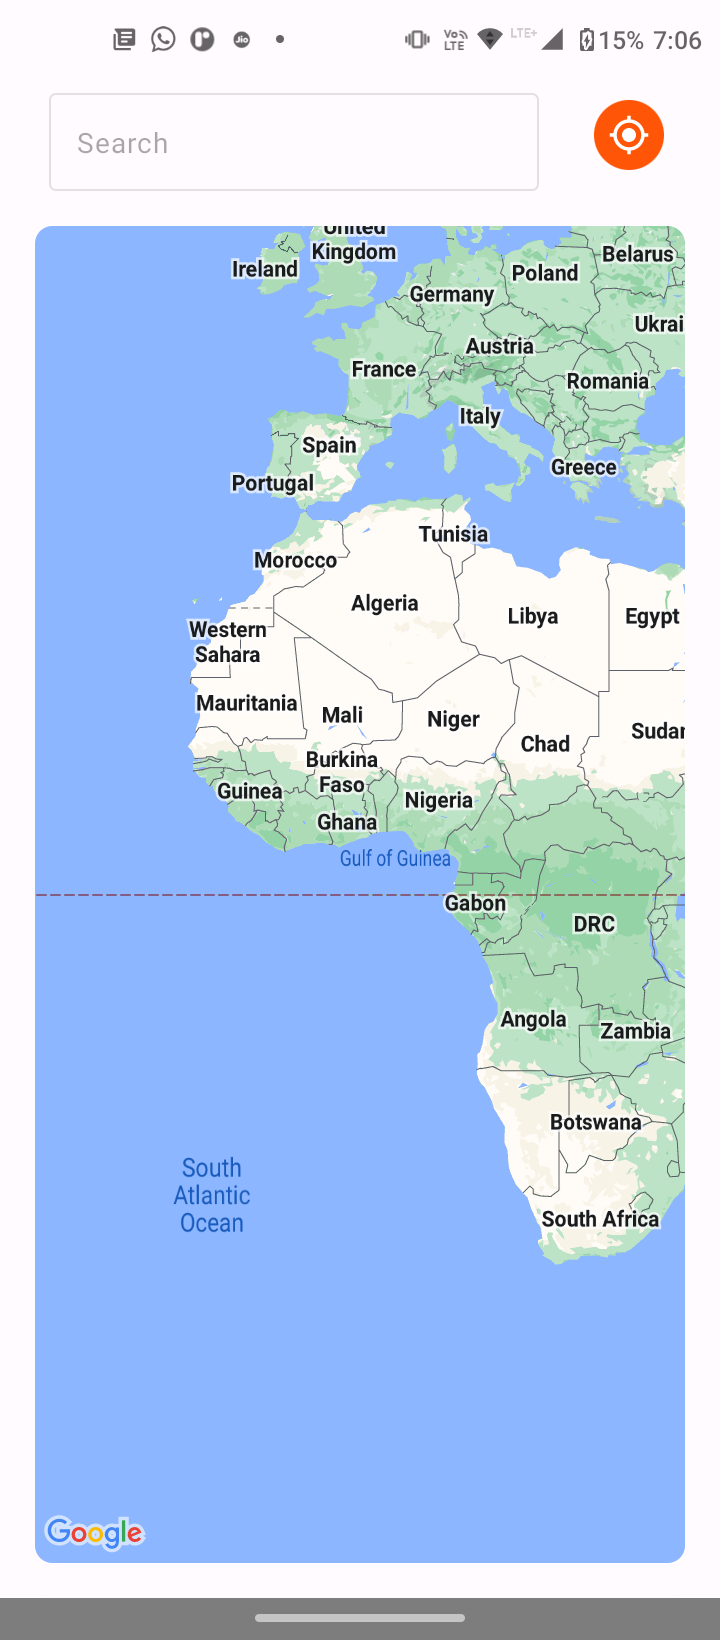 Jio
Vo
LTE
LTE+
15% 7:06
Search
United
Kingdom
Ireland
Belarus
Poland
Germany
Ukrai
Austria
France
Romania
Italy
Spain
Greece
Portugal
Tunisia
Morocco
Algeria
Libya
Egypt
Western
Sahara
Mauritania
Mali
Niger
Sudan
Chad
Burkina
Faso
Guinea
Nigeria
Ghana
Gulf of Guinea
Gabon
DRC
Angola
Zambia
Botswana
South
Atlantic
Ocean
South Africa
Google